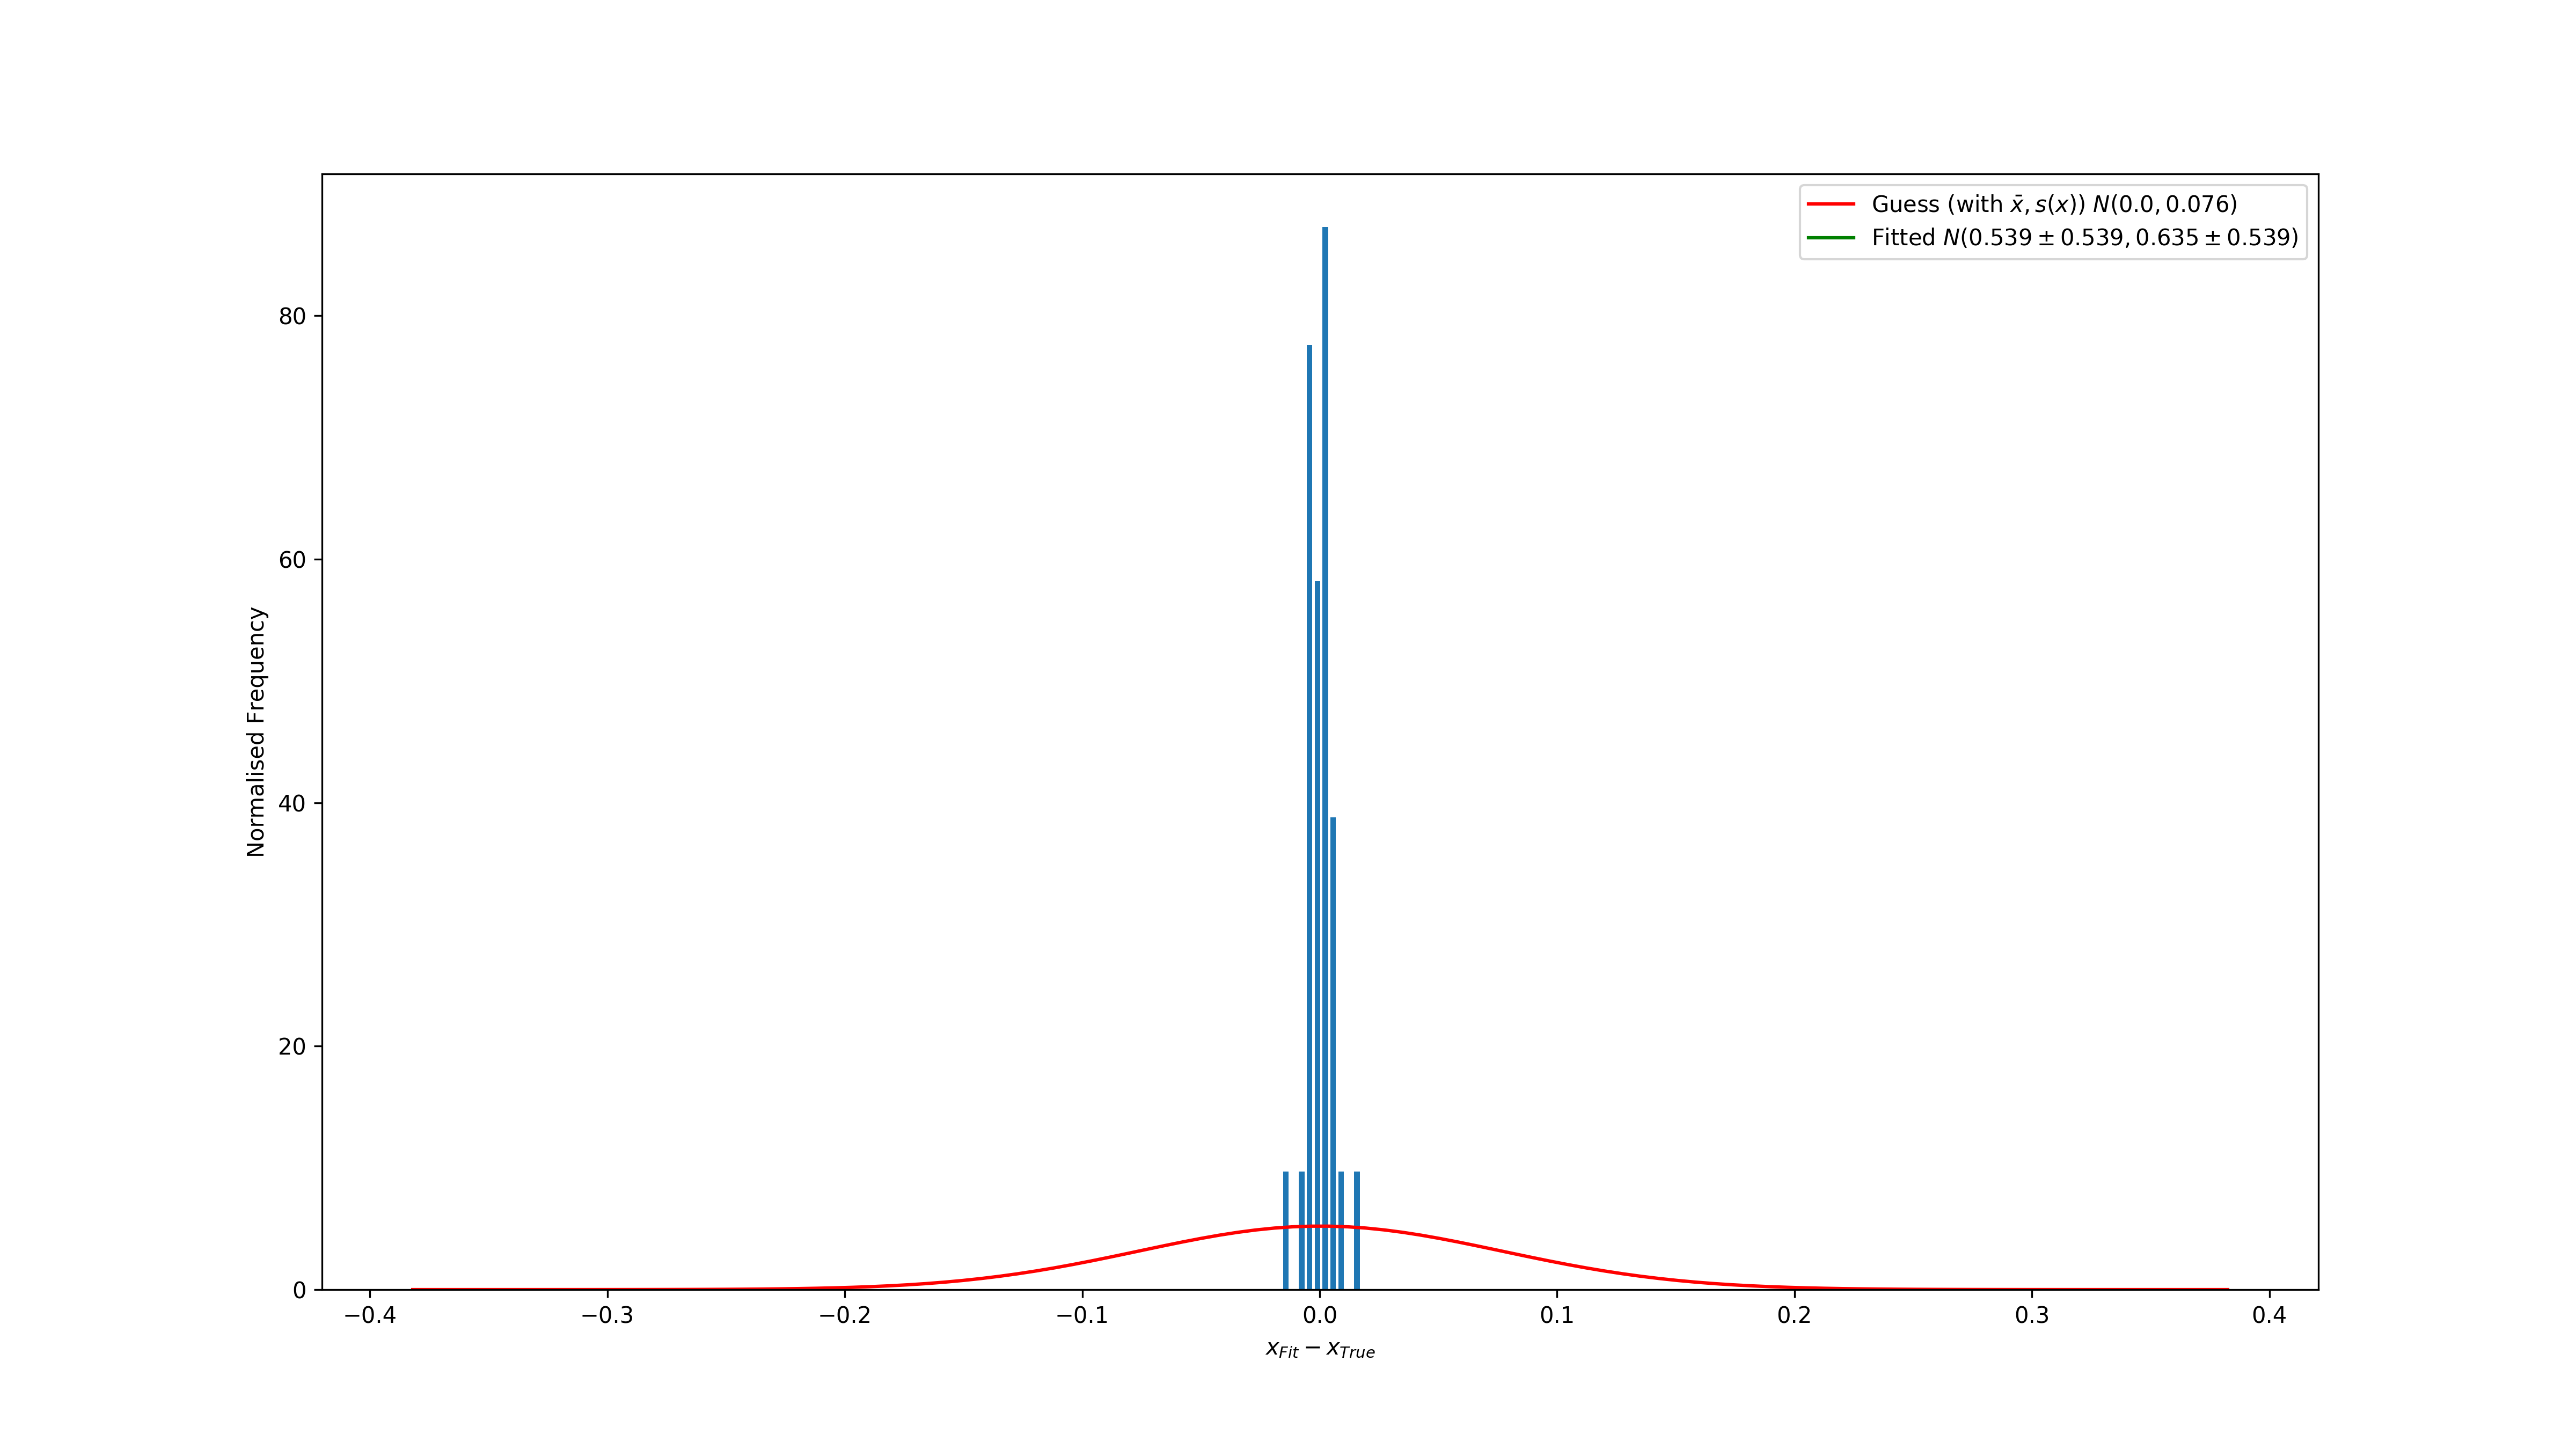 Guess (with x̄, s(x)) N(0.0, 0.076)
Fitted N(0.539 ± 0.539, 0.635 ± 0.539)
Normalised Frequency
80
60
40
20
0
−0.4 −0.3 −0.2 −0.1 0.0 0.1 0.2 0.3 0.4
x_Fit − x_True